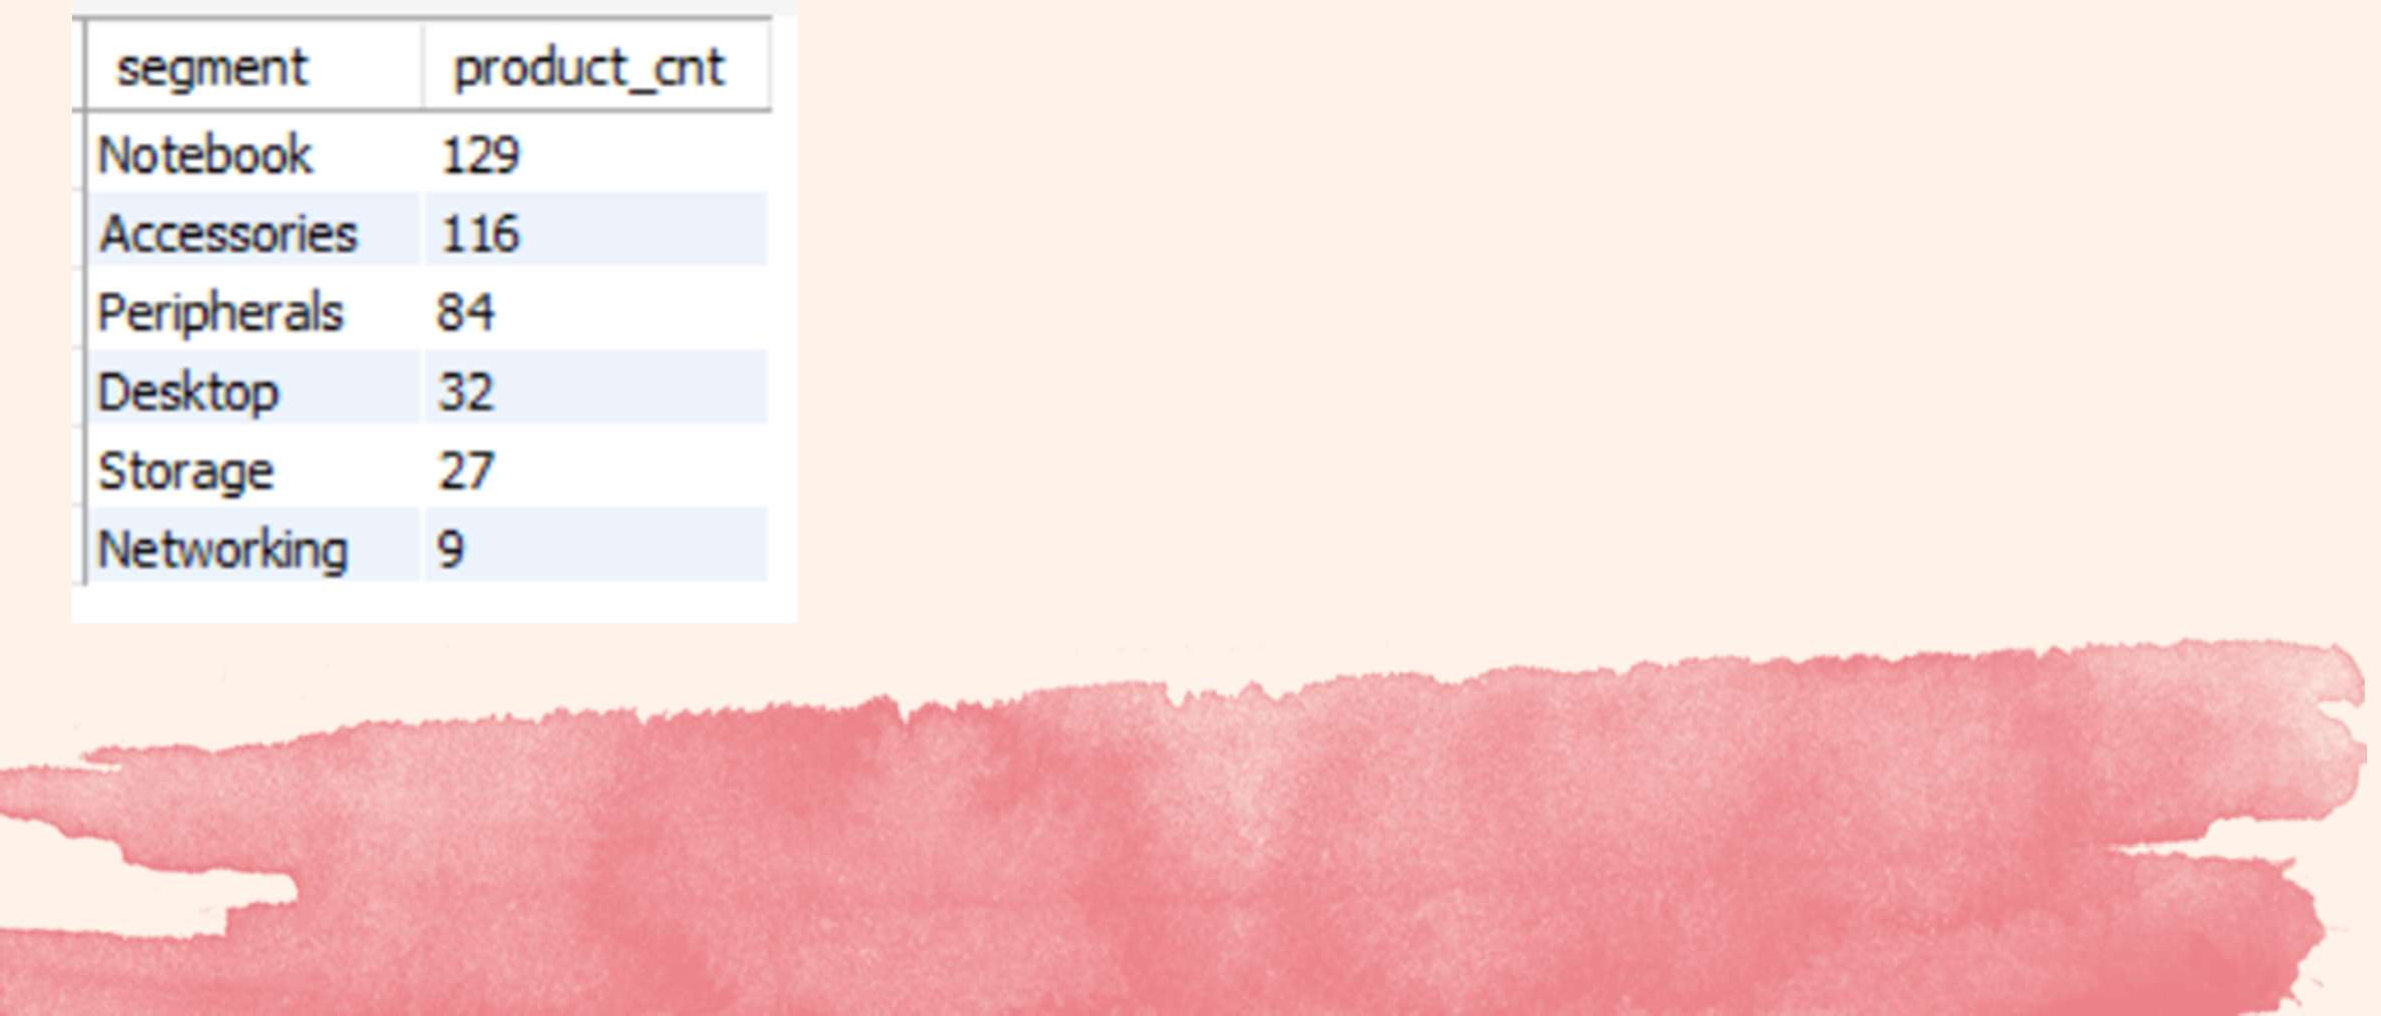 segment product_cnt
Notebook 129
Accessories 116
Peripherals 84
Desktop 32
Storage 27
Networking 9